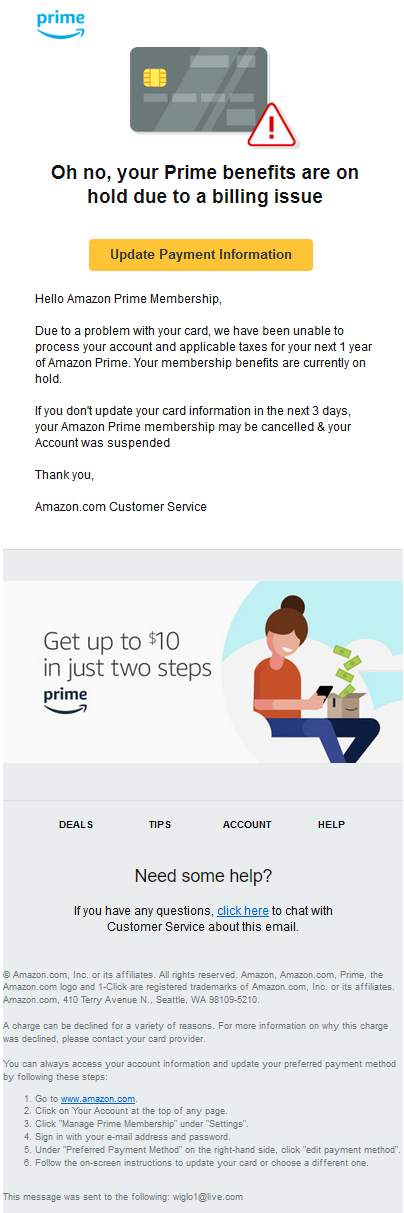 prime
Oh no, your Prime benefits are on
hold due to a billing issue
Update Payment Information
Hello Amazon Prime Membership,
Due to a problem with your card, we have been unable to
process your account and applicable taxes for your next 1 year
of Amazon Prime. Your membership benefits are currently on
hold.
If you don't update your card information in the next 3 days,
your Amazon Prime membership may be cancelled & your
Account was suspended
Thank you,
Amazon.com Customer Service
Get up to $10
in just two steps
prime
DEALS TIPS ACCOUNT HELP
Need some help?
If you have any questions, click here to chat with
Customer Service about this email.
© Amazon.com, Inc. or its affiliates. All rights reserved. Amazon, Amazon.com, Prime, the
Amazon.com logo and 1-Click are registered trademarks of Amazon.com, Inc. or its affiliates.
Amazon.com, 410 Terry Avenue N., Seattle, WA 98109-5210.
A charge can be declined for a variety of reasons. For more information on why this charge
was declined, please contact your card provider.
You can always access your account information and update your preferred payment method
by following these steps:
1. Go to www.amazon.com.
2. Click on Your Account at the top of any page.
3. Click "Manage Prime Membership" under "Settings".
4. Sign in with your e-mail address and password.
5. Under "Preferred Payment Method" on the right-hand side, click "edit payment method".
6. Follow the on-screen instructions to update your card or choose a different one.
This message was sent to the following: wiglo1@live.com